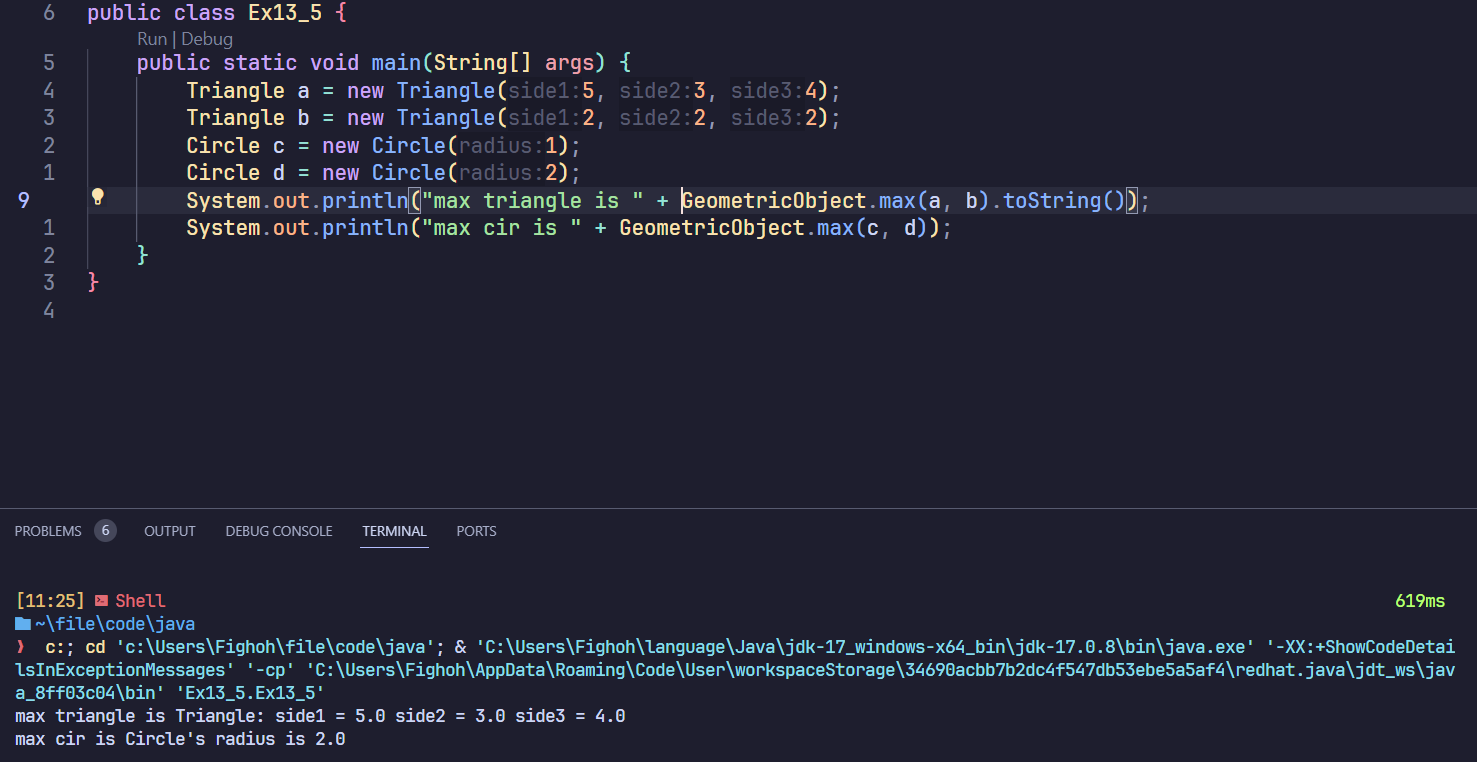 6 public class Ex13_5 {
Run | Debug
5 public static void main(String[] args) {
4 Triangle a = new Triangle(side1:5, side2:3, side3:4);
3 Triangle b = new Triangle(side1:2, side2:2, side3:2);
2 Circle c = new Circle(radius:1);
1 Circle d = new Circle(radius:2);
9 System.out.println("max triangle is " + GeometricObject.max(a, b).toString());
1 System.out.println("max cir is " + GeometricObject.max(c, d));
2 }
3 }
4
PROBLEMS 6 OUTPUT DEBUG CONSOLE TERMINAL PORTS
[11:25] Shell 619ms
~\file\code\java
❯ c:; cd 'c:\Users\Fighoh\file\code\java'; & 'C:\Users\Fighoh\language\Java\jdk-17_windows-x64_bin\jdk-17.0.8\bin\java.exe' '-XX:+ShowCodeDetai
lsInExceptionMessages' '-cp' 'C:\Users\Fighoh\AppData\Roaming\Code\User\workspaceStorage\34690acbb7b2dc4f547db53ebe5a5af4\redhat.java\jdt_ws\jav
a_8ff03c04\bin' 'Ex13_5.Ex13_5'
max triangle is Triangle: side1 = 5.0 side2 = 3.0 side3 = 4.0
max cir is Circle's radius is 2.0